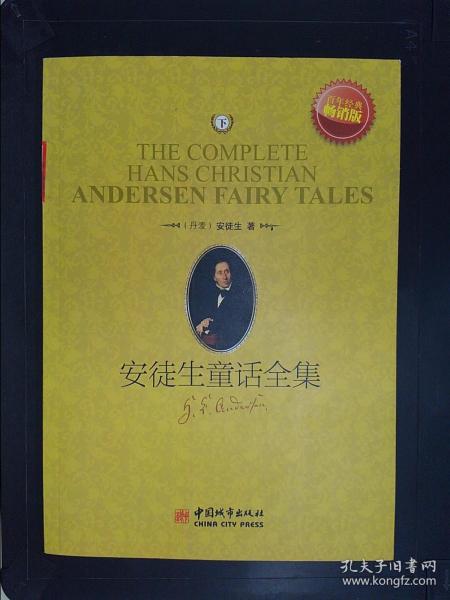 A4
百年经典
畅销版
下
THE COMPLETE
HANS CHRISTIAN
ANDERSEN FAIRY TALES
（丹麦）安徒生 著
安徒生童话全集
H. C. Andersen.
中国城市出版社
CHINA CITY PRESS
孔夫子旧书网
www.kongfz.com